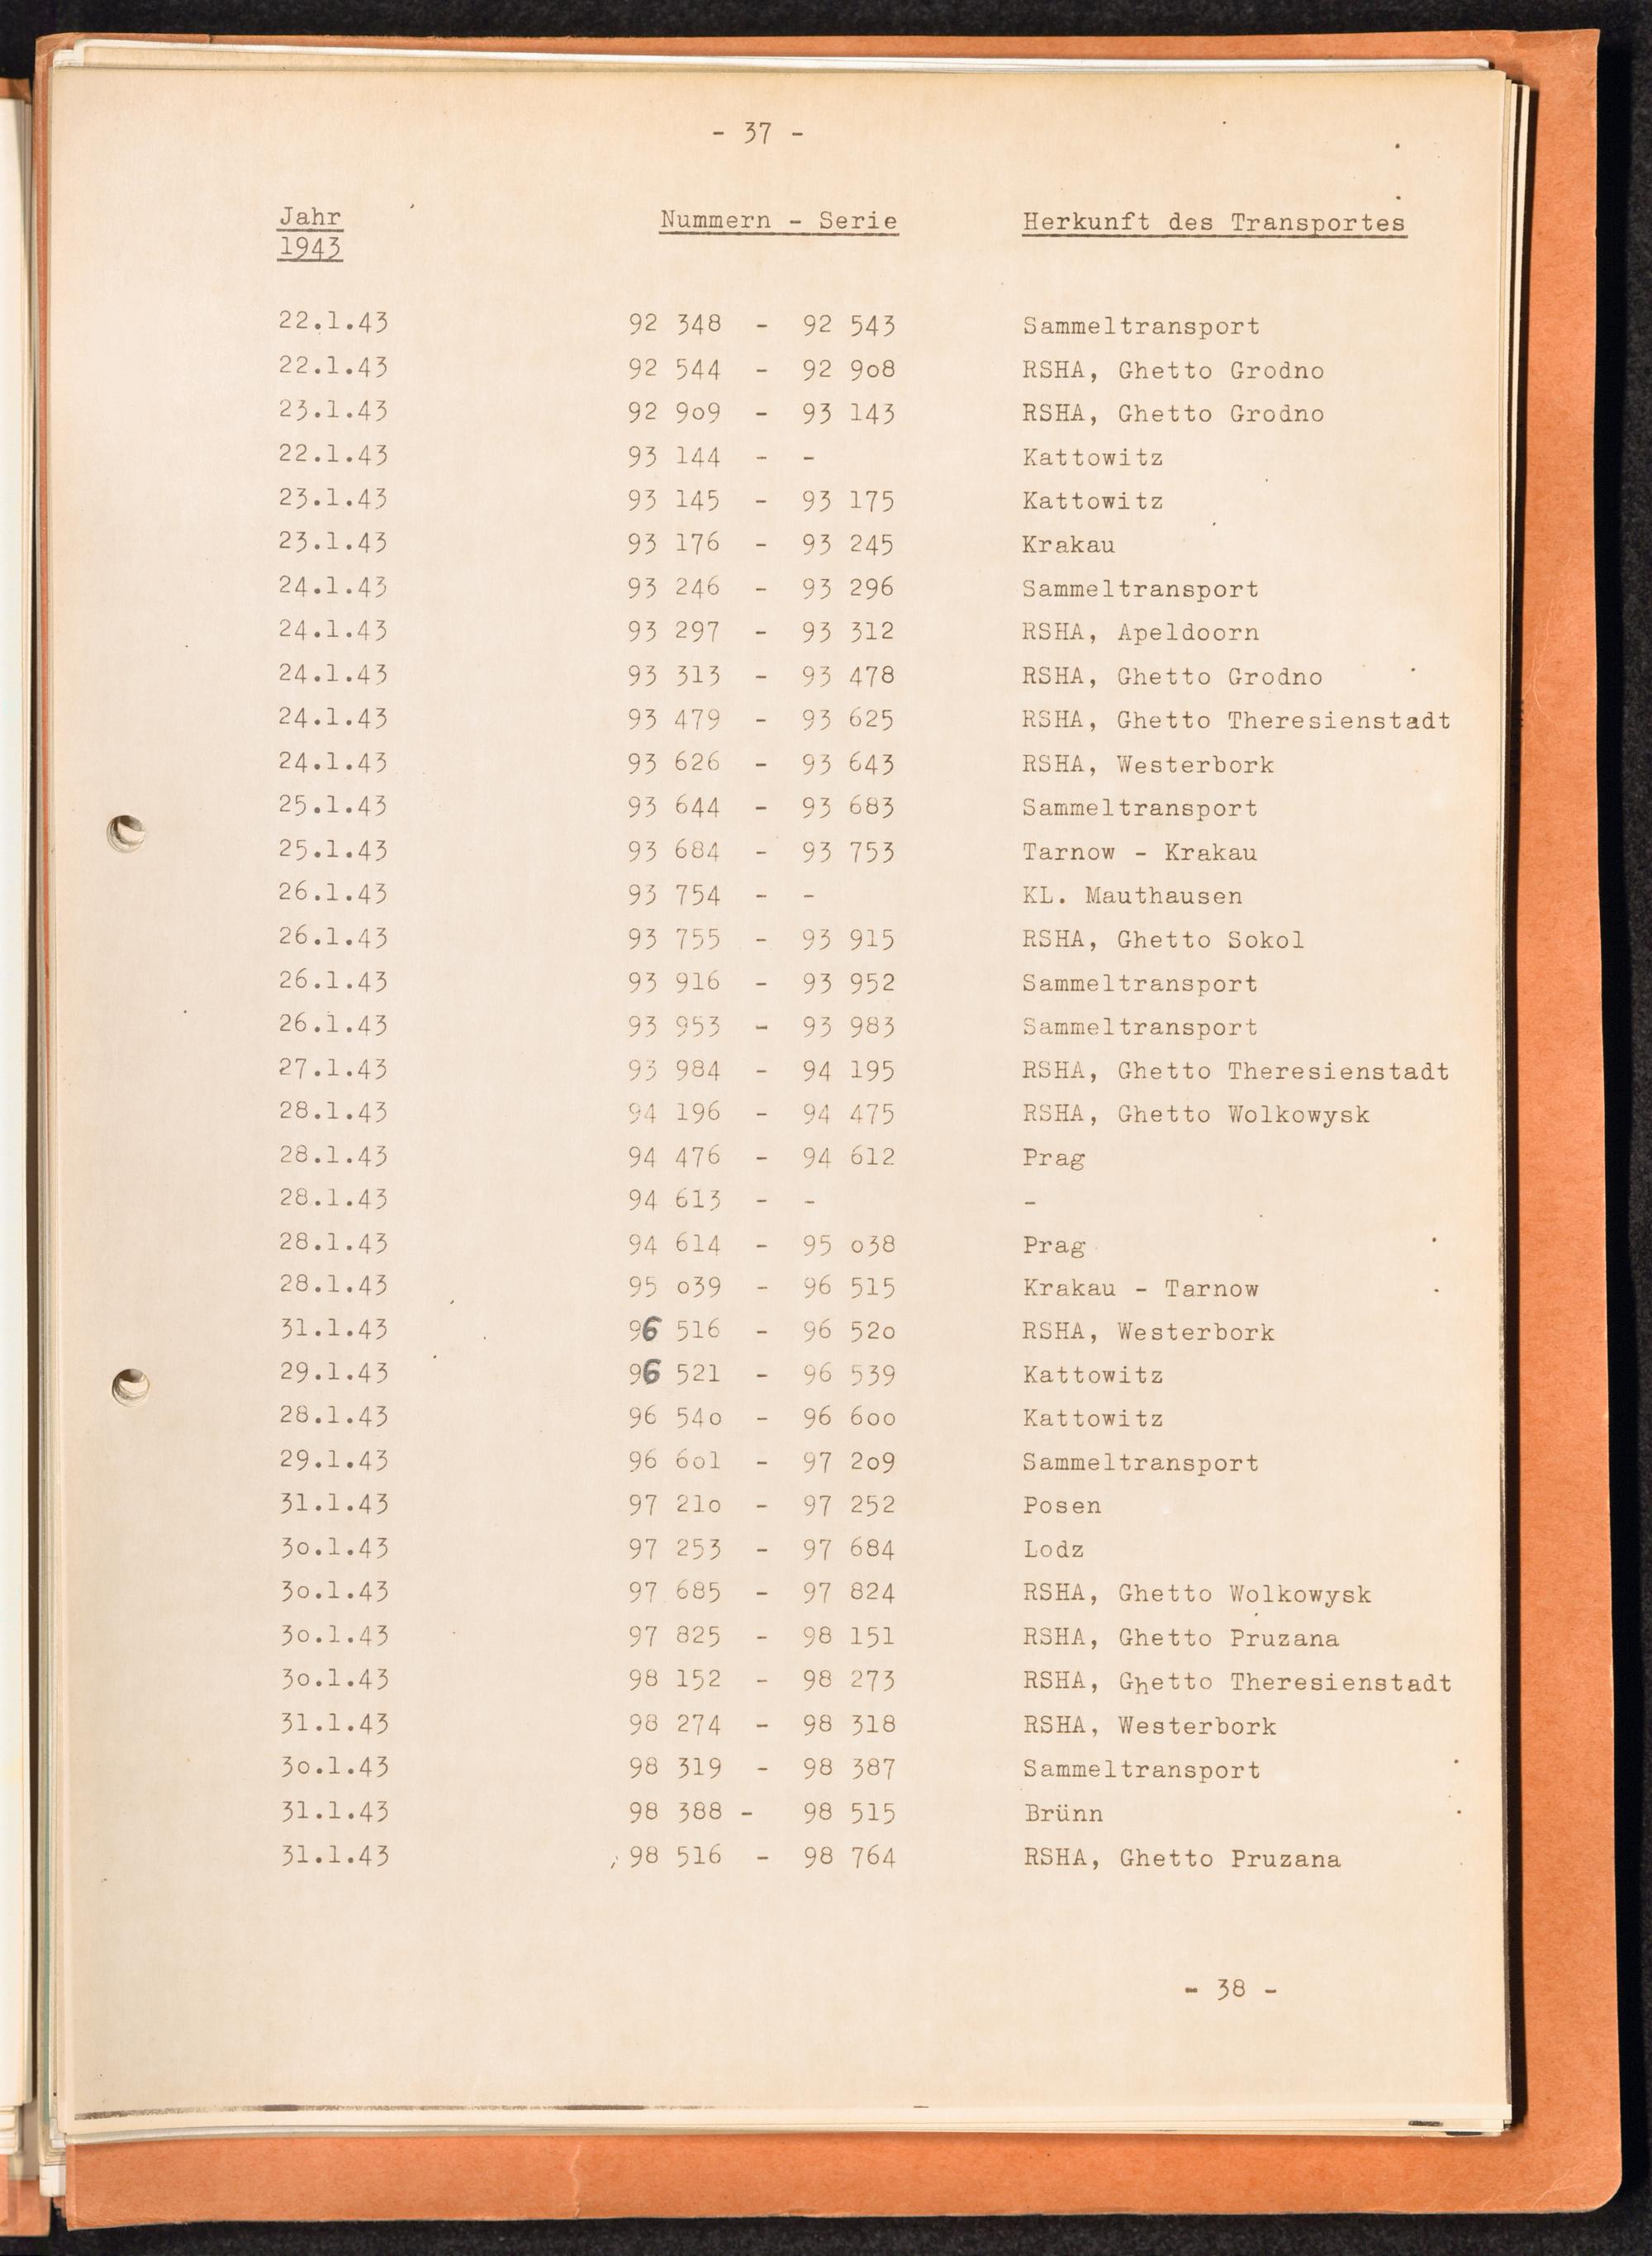 - 37 -
Jahr Nummern - Serie Herkunft des Transportes
1943
22.1.43 92 348 - 92 543 Sammeltransport
22.1.43 92 544 - 92 9o8 RSHA, Ghetto Grodno
23.1.43 92 9o9 - 93 143 RSHA, Ghetto Grodno
22.1.43 93 144 - - Kattowitz
23.1.43 93 145 - 93 175 Kattowitz
23.1.43 93 176 - 93 245 Krakau
24.1.43 93 246 - 93 296 Sammeltransport
24.1.43 93 297 - 93 312 RSHA, Apeldoorn
24.1.43 93 313 - 93 478 RSHA, Ghetto Grodno
24.1.43 93 479 - 93 625 RSHA, Ghetto Theresienstadt
24.1.43 93 626 - 93 643 RSHA, Westerbork
25.1.43 93 644 - 93 683 Sammeltransport
25.1.43 93 684 - 93 753 Tarnow - Krakau
26.1.43 93 754 - - KL. Mauthausen
26.1.43 93 755 - 93 915 RSHA, Ghetto Sokol
26.1.43 93 916 - 93 952 Sammeltransport
26.1.43 93 953 - 93 983 Sammeltransport
27.1.43 93 984 - 94 195 RSHA, Ghetto Theresienstadt
28.1.43 94 196 - 94 475 RSHA, Ghetto Wolkowysk
28.1.43 94 476 - 94 612 Prag
28.1.43 94 613 - - -
28.1.43 94 614 - 95 o38 Prag
28.1.43 95 o39 - 96 515 Krakau - Tarnow
31.1.43 96 516 - 96 52o RSHA, Westerbork
29.1.43 96 521 - 96 539 Kattowitz
28.1.43 96 54o - 96 6oo Kattowitz
29.1.43 96 6o1 - 97 2o9 Sammeltransport
31.1.43 97 21o - 97 252 Posen
3o.1.43 97 253 - 97 684 Lodz
3o.1.43 97 685 - 97 824 RSHA, Ghetto Wolkowysk
3o.1.43 97 825 - 98 151 RSHA, Ghetto Pruzana
3o.1.43 98 152 - 98 273 RSHA, Ghetto Theresienstadt
31.1.43 98 274 - 98 318 RSHA, Westerbork
3o.1.43 98 319 - 98 387 Sammeltransport
31.1.43 98 388 - 98 515 Brünn
31.1.43 98 516 - 98 764 RSHA, Ghetto Pruzana
- 38 -